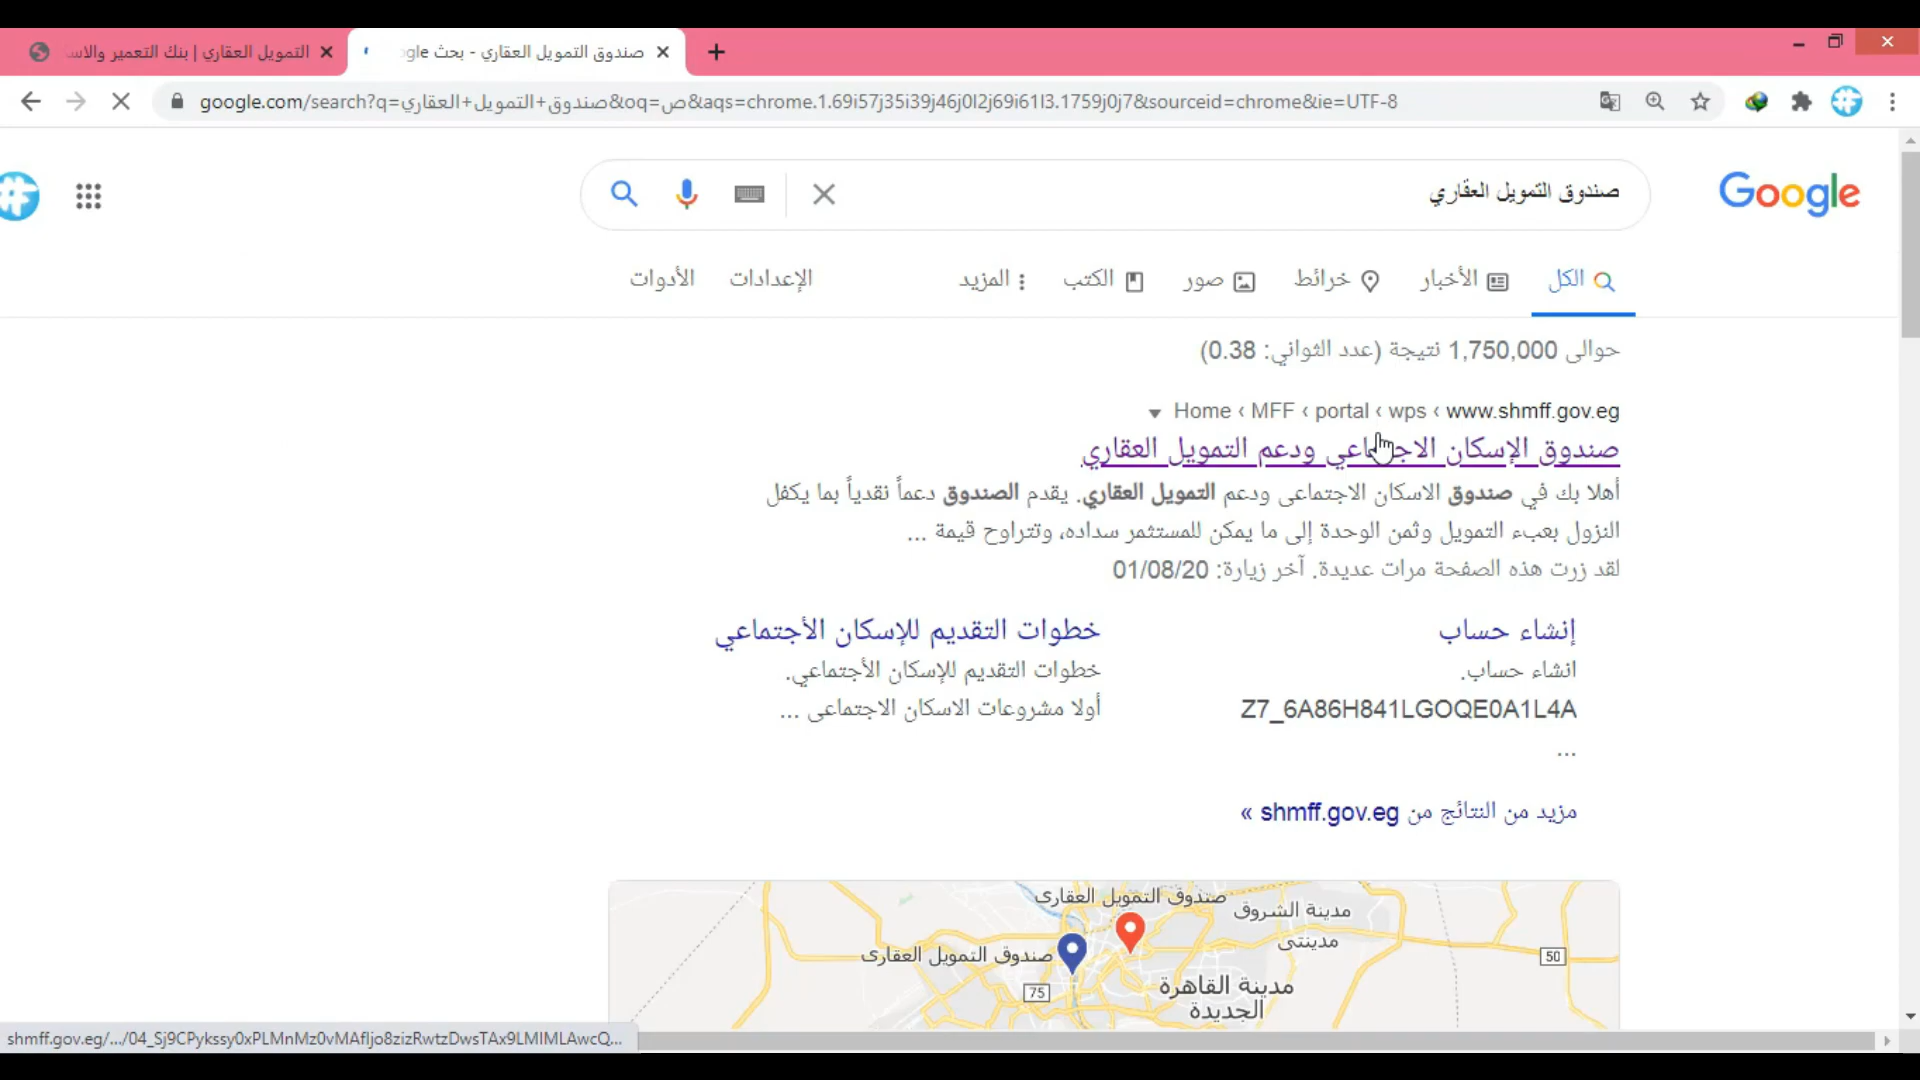 التمويل العقاري | بنك التعمير والاسـ
صندوق التمويل العقاري - بحث gle
google.com/search?q=صندوق+التمويل+العقاري&oq=ص&aqs=chrome.1.69i57j35i39j46j0l2j69i61l3.1759j0j7&sourceid=chrome&ie=UTF-8
صندوق التمويل العقاري
Google
الكل
الأخبار
خرائط
صور
الكتب
المزيد
الإعدادات
الأدوات
حوالى 1,750,000 نتيجة (عدد الثواني: 0.38)
www.shmff.gov.eg › wps › portal › MFF › Home
صندوق الإسكان الاجتماعي ودعم التمويل العقاري
أهلا بك في صندوق الاسكان الاجتماعى ودعم التمويل العقاري. يقدم الصندوق دعماً نقدياً بما يكفل
النزول بعبء التمويل وثمن الوحدة إلى ما يمكن للمستثمر سداده، وتتراوح قيمة ...
لقد زرت هذه الصفحة مرات عديدة. آخر زيارة: 01/08/20
إنشاء حساب
انشاء حساب.
Z7_6A86H841LGOQE0A1L4A
...
خطوات التقديم للإسكان الأجتماعي
خطوات التقديم للإسكان الأجتماعي.
أولا مشروعات الاسكان الاجتماعى ...
مزيد من النتائج من shmff.gov.eg »
صندوق التمويل العقارى
مدينة الشروق
مدينتى
صندوق التمويل العقارى
50
75
مدينة القاهرة
الجديدة
shmff.gov.eg/.../04_Sj9CPykssy0xPLMnMz0vMAfIjo8zizRwtzDwsTAx9LMIMLAwcQ...